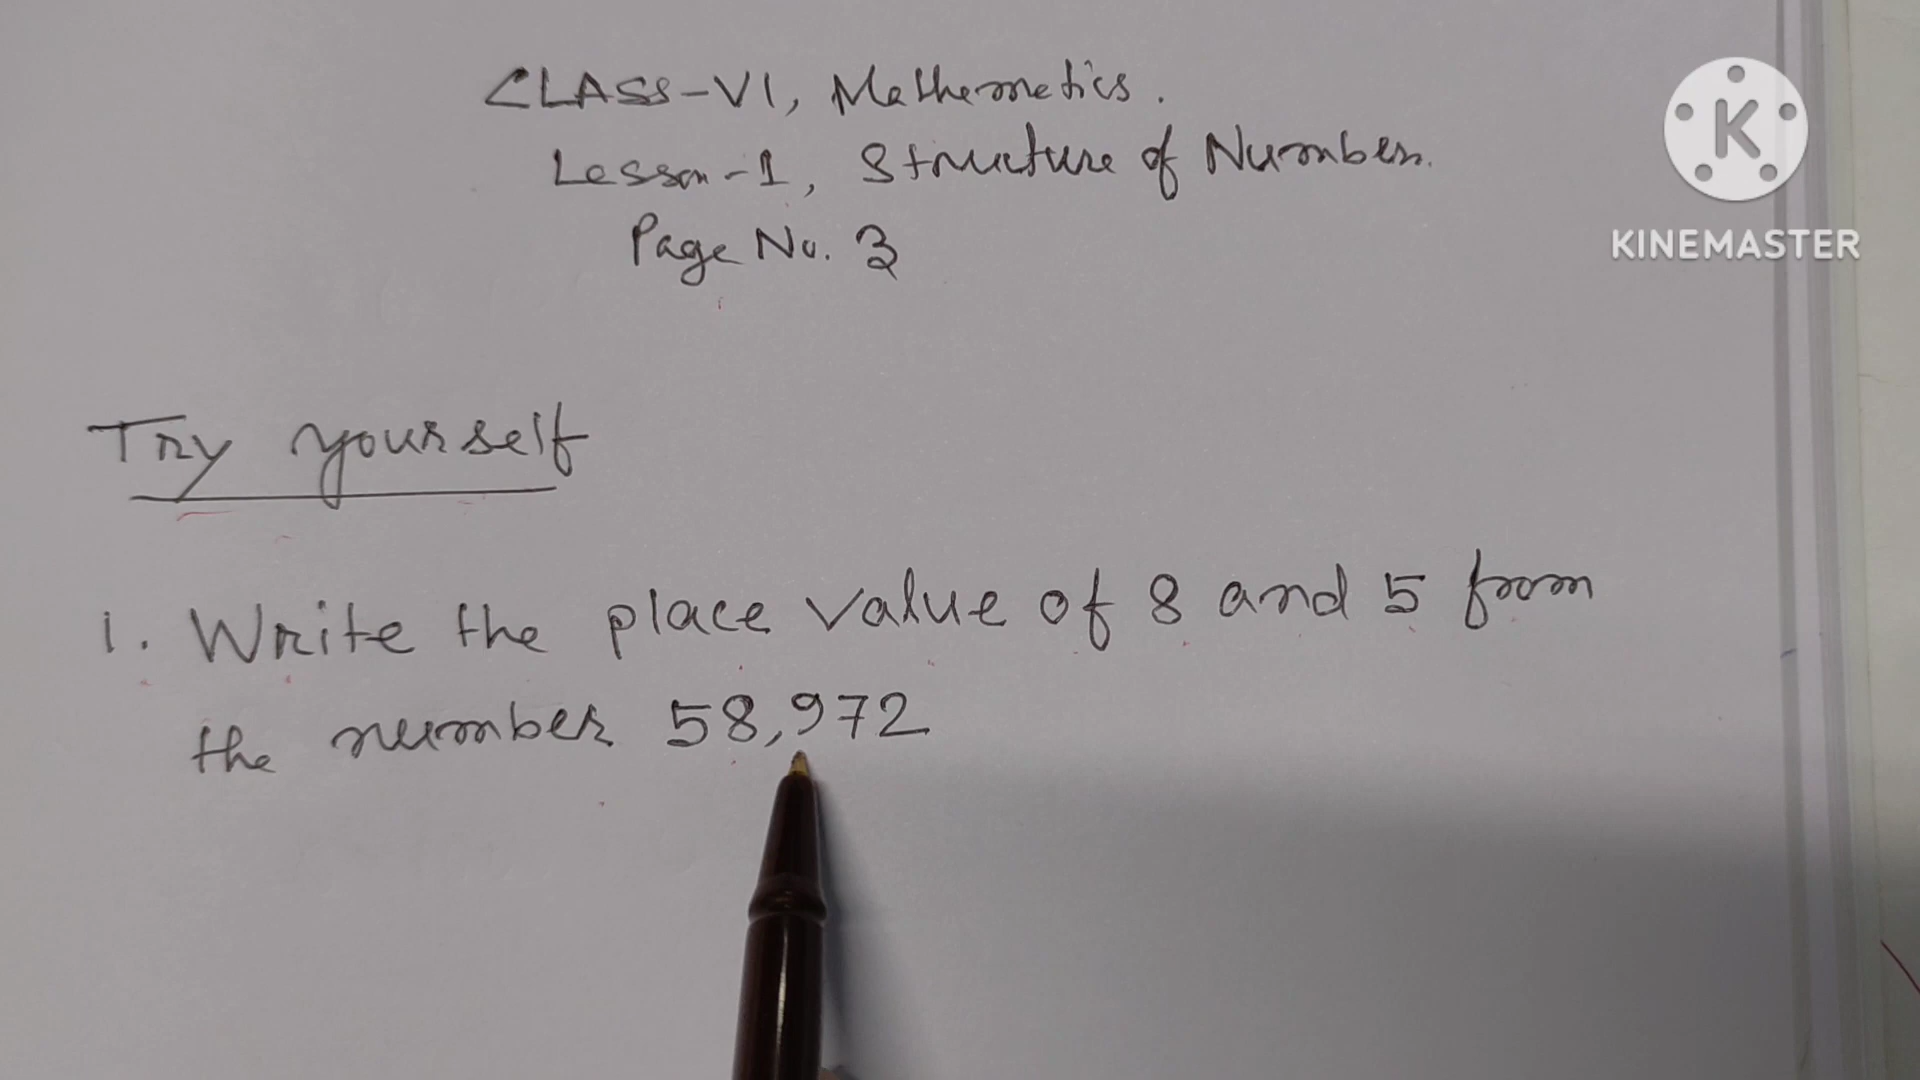 CLASS-VI, Mathematics.
Lesson-1, Structure of Number.
Page No. 3
K
KINEMASTER
Try yourself
1. Write the place value of 8 and 5 from
the number 58,972